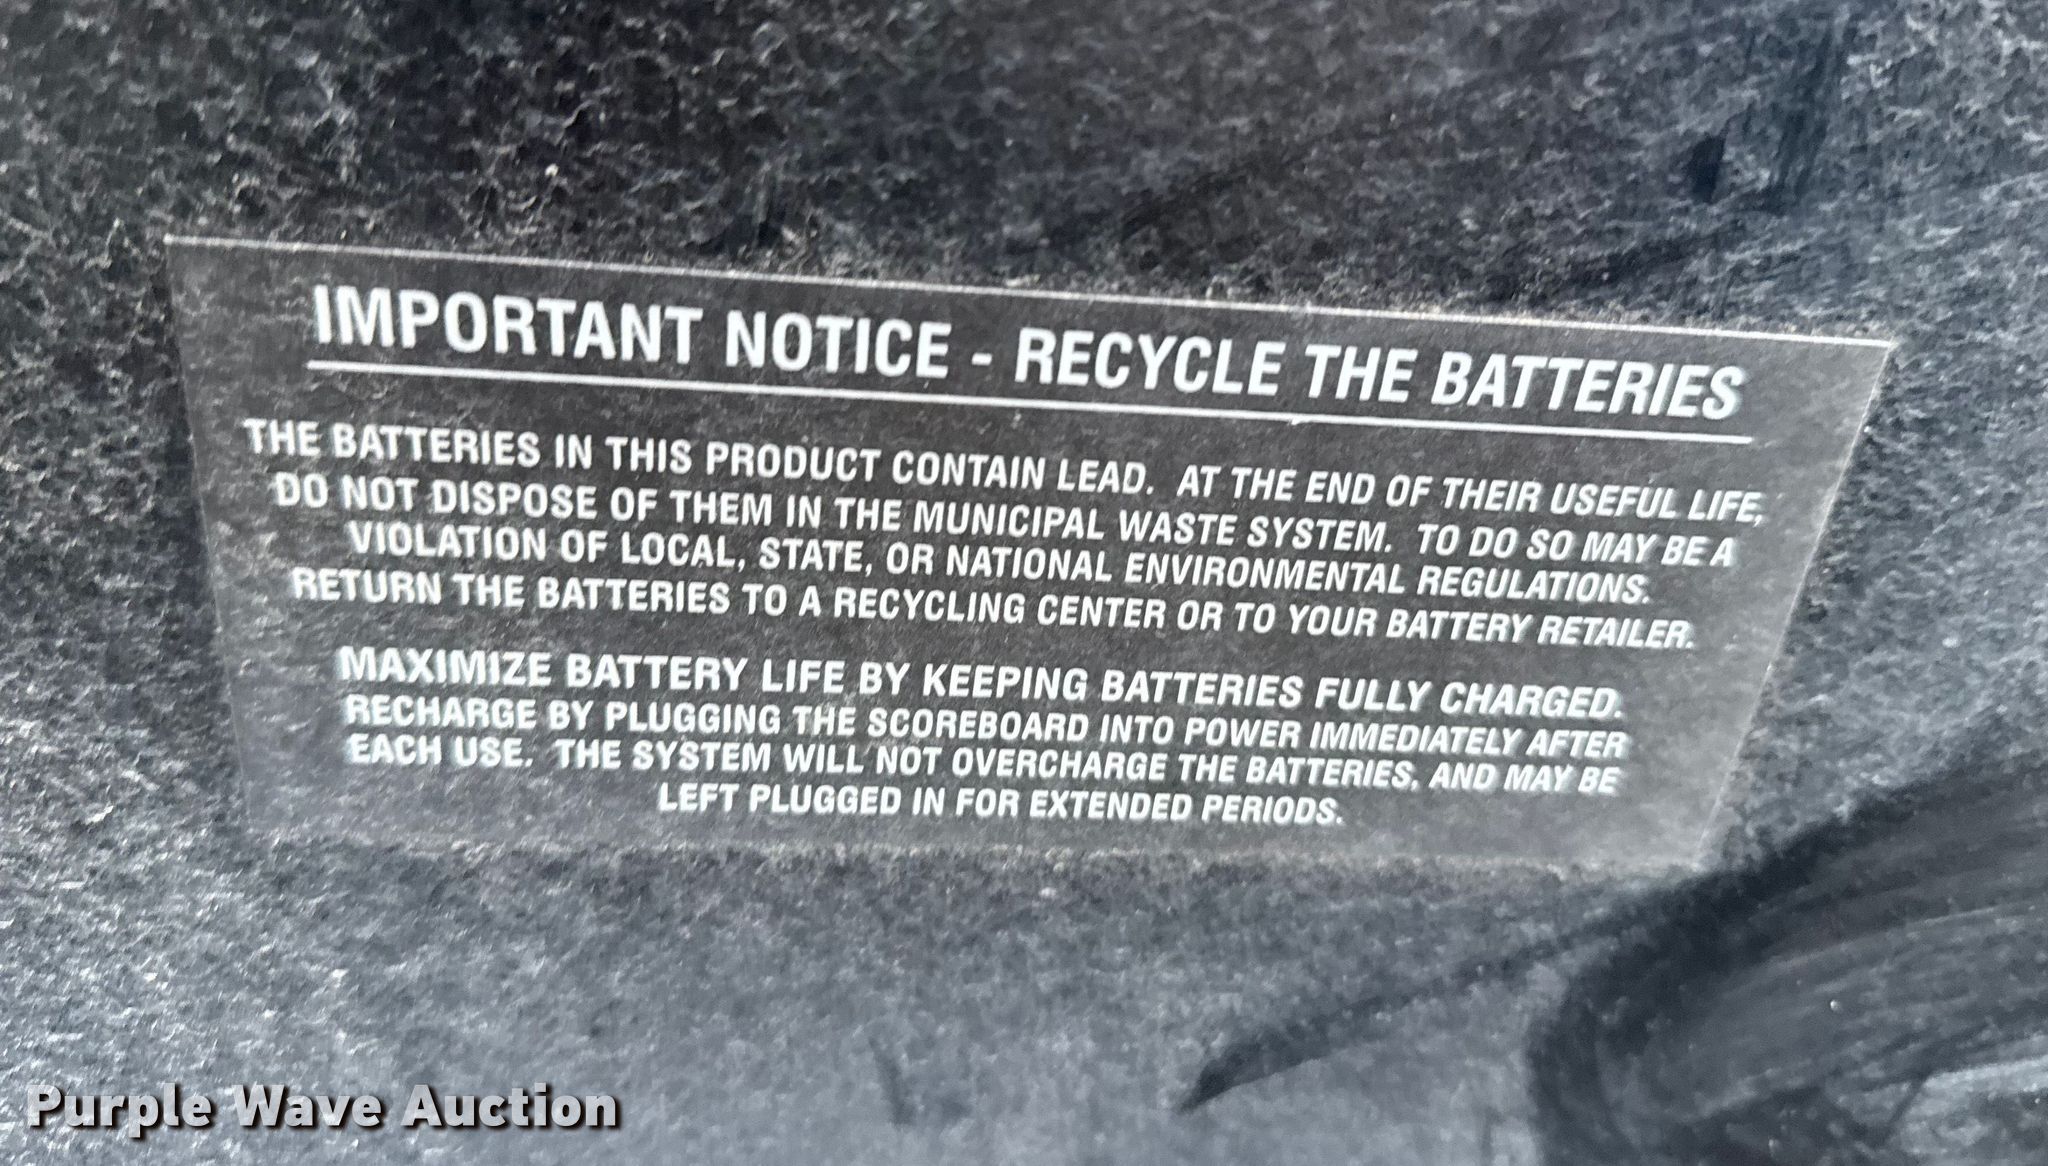 IMPORTANT NOTICE - RECYCLE THE BATTERIES
THE BATTERIES IN THIS PRODUCT CONTAIN LEAD. AT THE END OF THEIR USEFUL LIFE,
DO NOT DISPOSE OF THEM IN THE MUNICIPAL WASTE SYSTEM. TO DO SO MAY BE A
VIOLATION OF LOCAL, STATE, OR NATIONAL ENVIRONMENTAL REGULATIONS.
RETURN THE BATTERIES TO A RECYCLING CENTER OR TO YOUR BATTERY RETAILER.
MAXIMIZE BATTERY LIFE BY KEEPING BATTERIES FULLY CHARGED.
RECHARGE BY PLUGGING THE SCOREBOARD INTO POWER IMMEDIATELY AFTER
EACH USE. THE SYSTEM WILL NOT OVERCHARGE THE BATTERIES, AND MAY BE
LEFT PLUGGED IN FOR EXTENDED PERIODS.
Purple Wave Auction